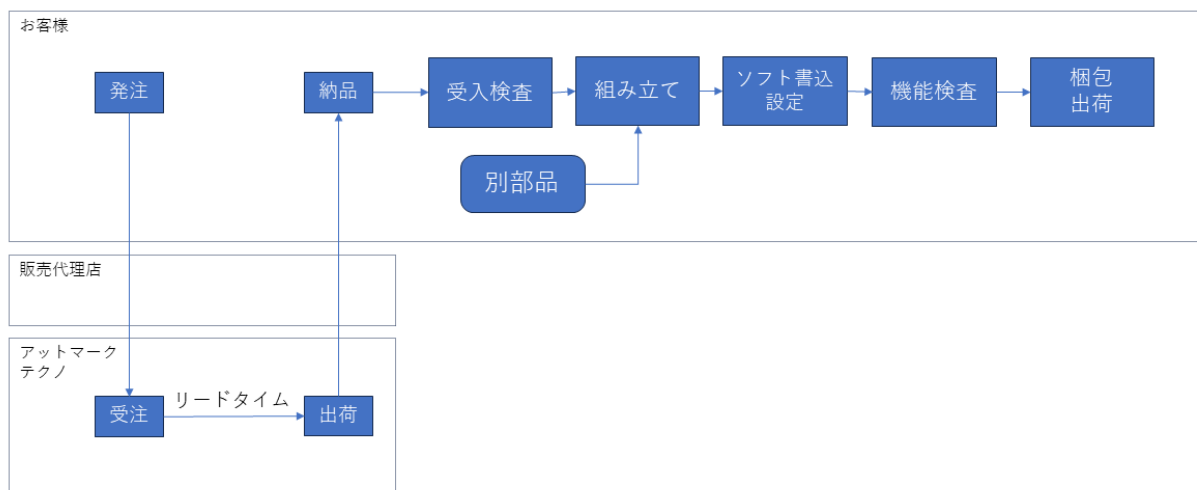 お客様
発注
納品
受入検査
組み立て
ソフト書込
設定
機能検査
梱包
出荷
別部品
販売代理店
アットマーク
テクノ
受注
リードタイム
出荷